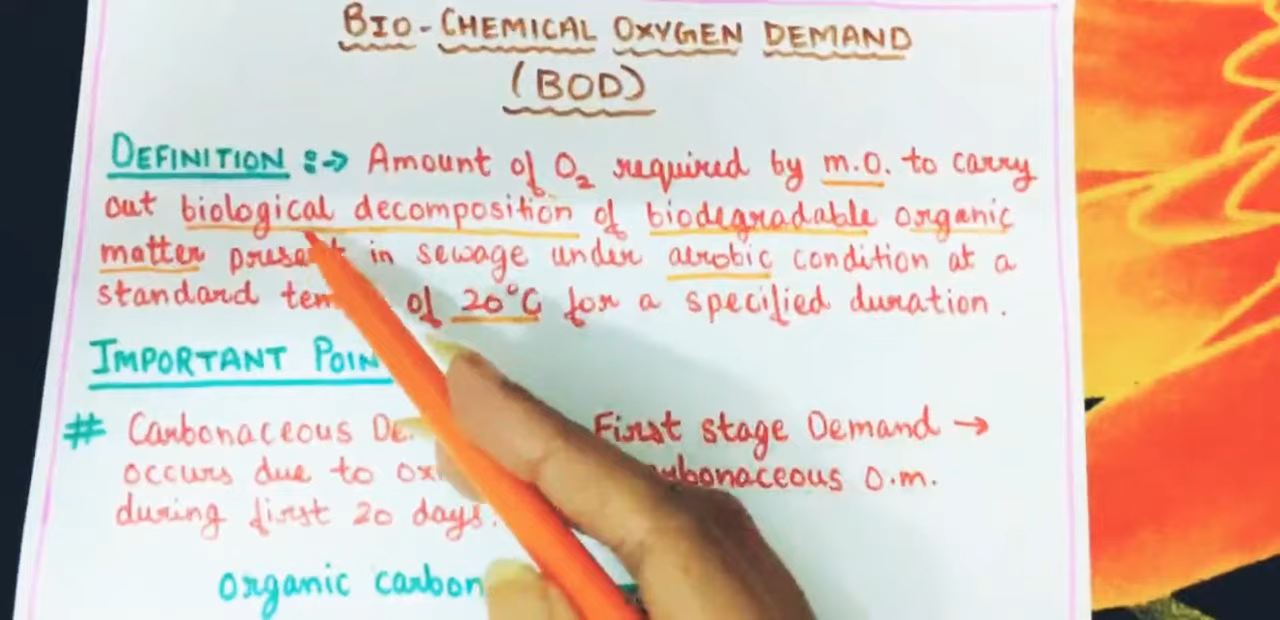 BIO-CHEMICAL OXYGEN DEMAND
(BOD)
DEFINITION :-> Amount of O₂ required by m.O. to carry
out biological decomposition of biodegradable organic
matter present in sewage under aerobic condition at a
standard of 20°C for a specified duration.
IMPORTANT
# Carbonaceous First stage Demand →
occurs due to O.m.
during first 20 days.
organic carbon